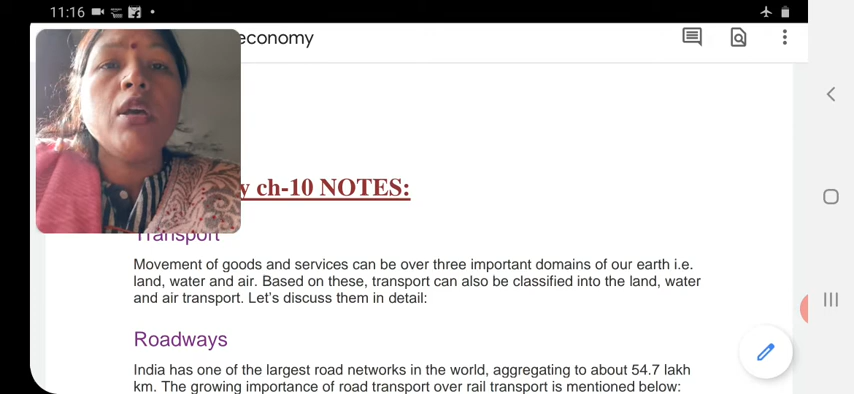 11:16
economy
y ch-10 NOTES:
Transport
Movement of goods and services can be over three important domains of our earth i.e.
land, water and air. Based on these, transport can also be classified into the land, water
and air transport. Let's discuss them in detail:
Roadways
India has one of the largest road networks in the world, aggregating to about 54.7 lakh
km. The growing importance of road transport over rail transport is mentioned below: